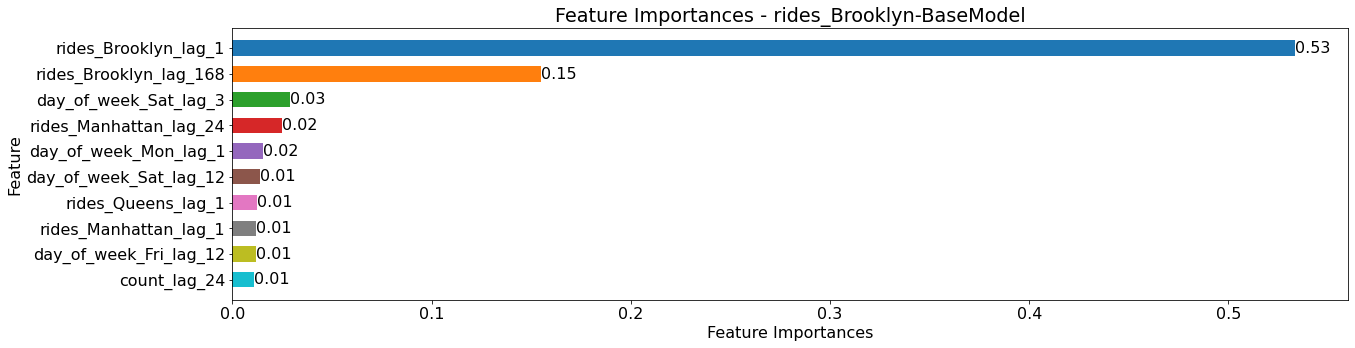 Feature Importances - rides_Brooklyn-BaseModel
Feature
rides_Brooklyn_lag_1 0.53
rides_Brooklyn_lag_168 0.15
day_of_week_Sat_lag_3 0.03
rides_Manhattan_lag_24 0.02
day_of_week_Mon_lag_1 0.02
day_of_week_Sat_lag_12 0.01
rides_Queens_lag_1 0.01
rides_Manhattan_lag_1 0.01
day_of_week_Fri_lag_12 0.01
count_lag_24 0.01
0.0 0.1 0.2 0.3 0.4 0.5
Feature Importances